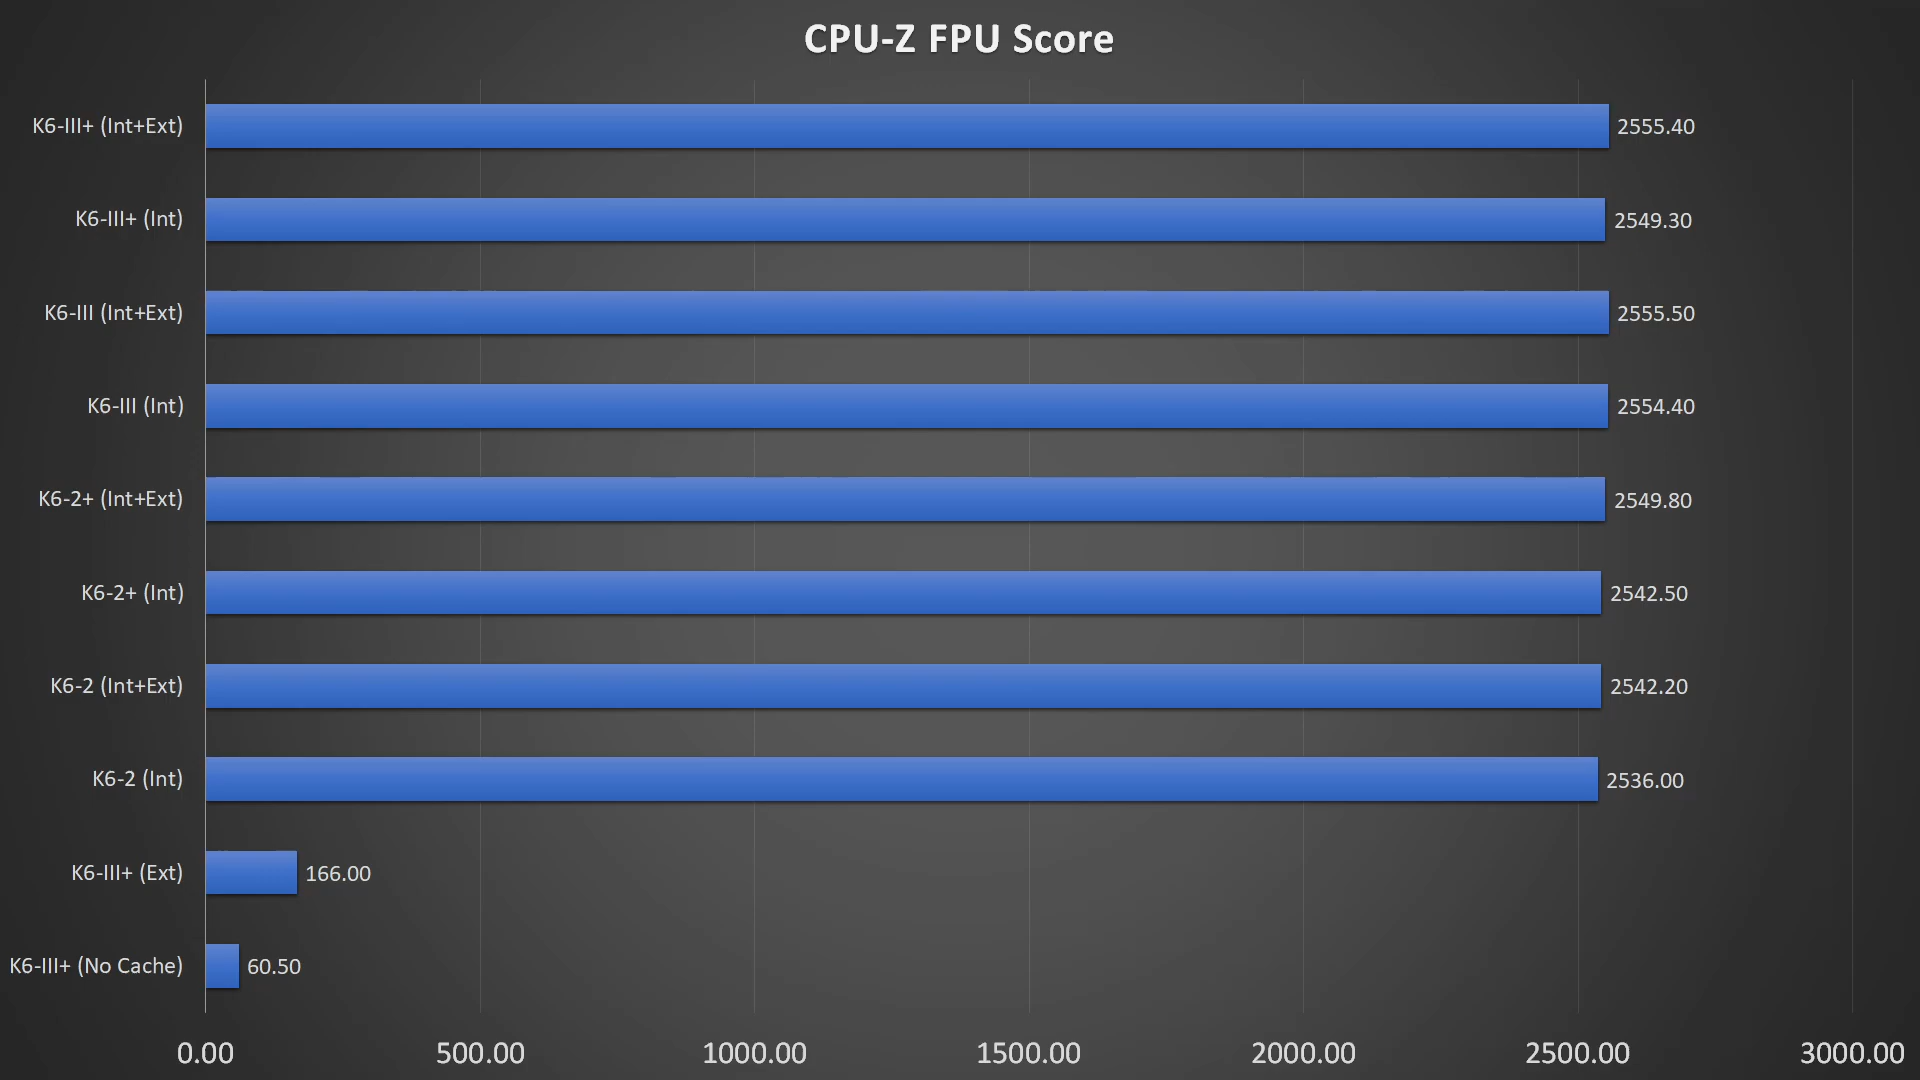 CPU-Z FPU Score
K6-III+ (Int+Ext) 2555.40
K6-III+ (Int) 2549.30
K6-III (Int+Ext) 2555.50
K6-III (Int) 2554.40
K6-2+ (Int+Ext) 2549.80
K6-2+ (Int) 2542.50
K6-2 (Int+Ext) 2542.20
K6-2 (Int) 2536.00
K6-III+ (Ext) 166.00
K6-III+ (No Cache) 60.50
0.00 500.00 1000.00 1500.00 2000.00 2500.00 3000.00